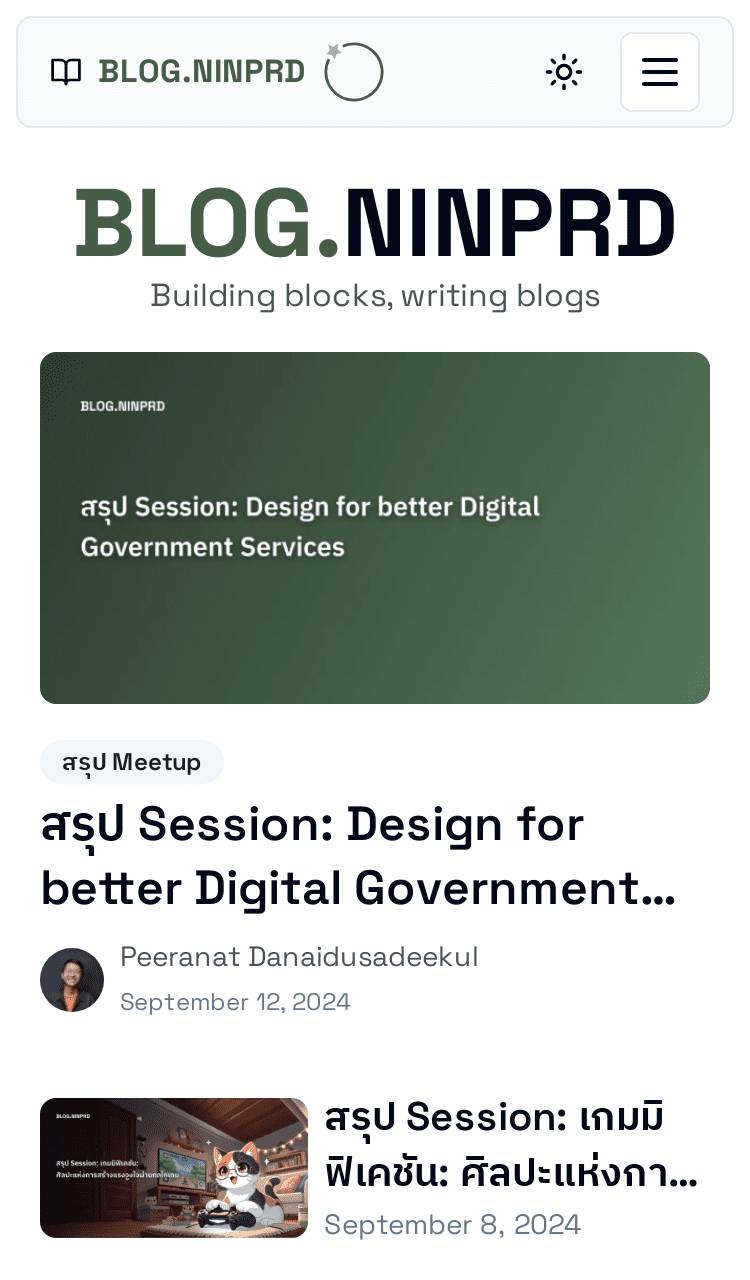 BLOG.NINPRD
BLOG.NINPRD
Building blocks, writing blogs
BLOG.NINPRD
สรุป Session: Design for better Digital
Government Services
สรุป Meetup
สรุป Session: Design for
better Digital Government...
Peeranat Danaidusadeekul
September 12, 2024
BLOG.NINPRD
สรุป Session: เกมมิฟิเคชัน:
ศิลปะแห่งการสร้างแรงจูงใจผ่านกลไกเกม
สรุป Session: เกมมิ
ฟิเคชัน: ศิลปะแห่งกา...
September 8, 2024